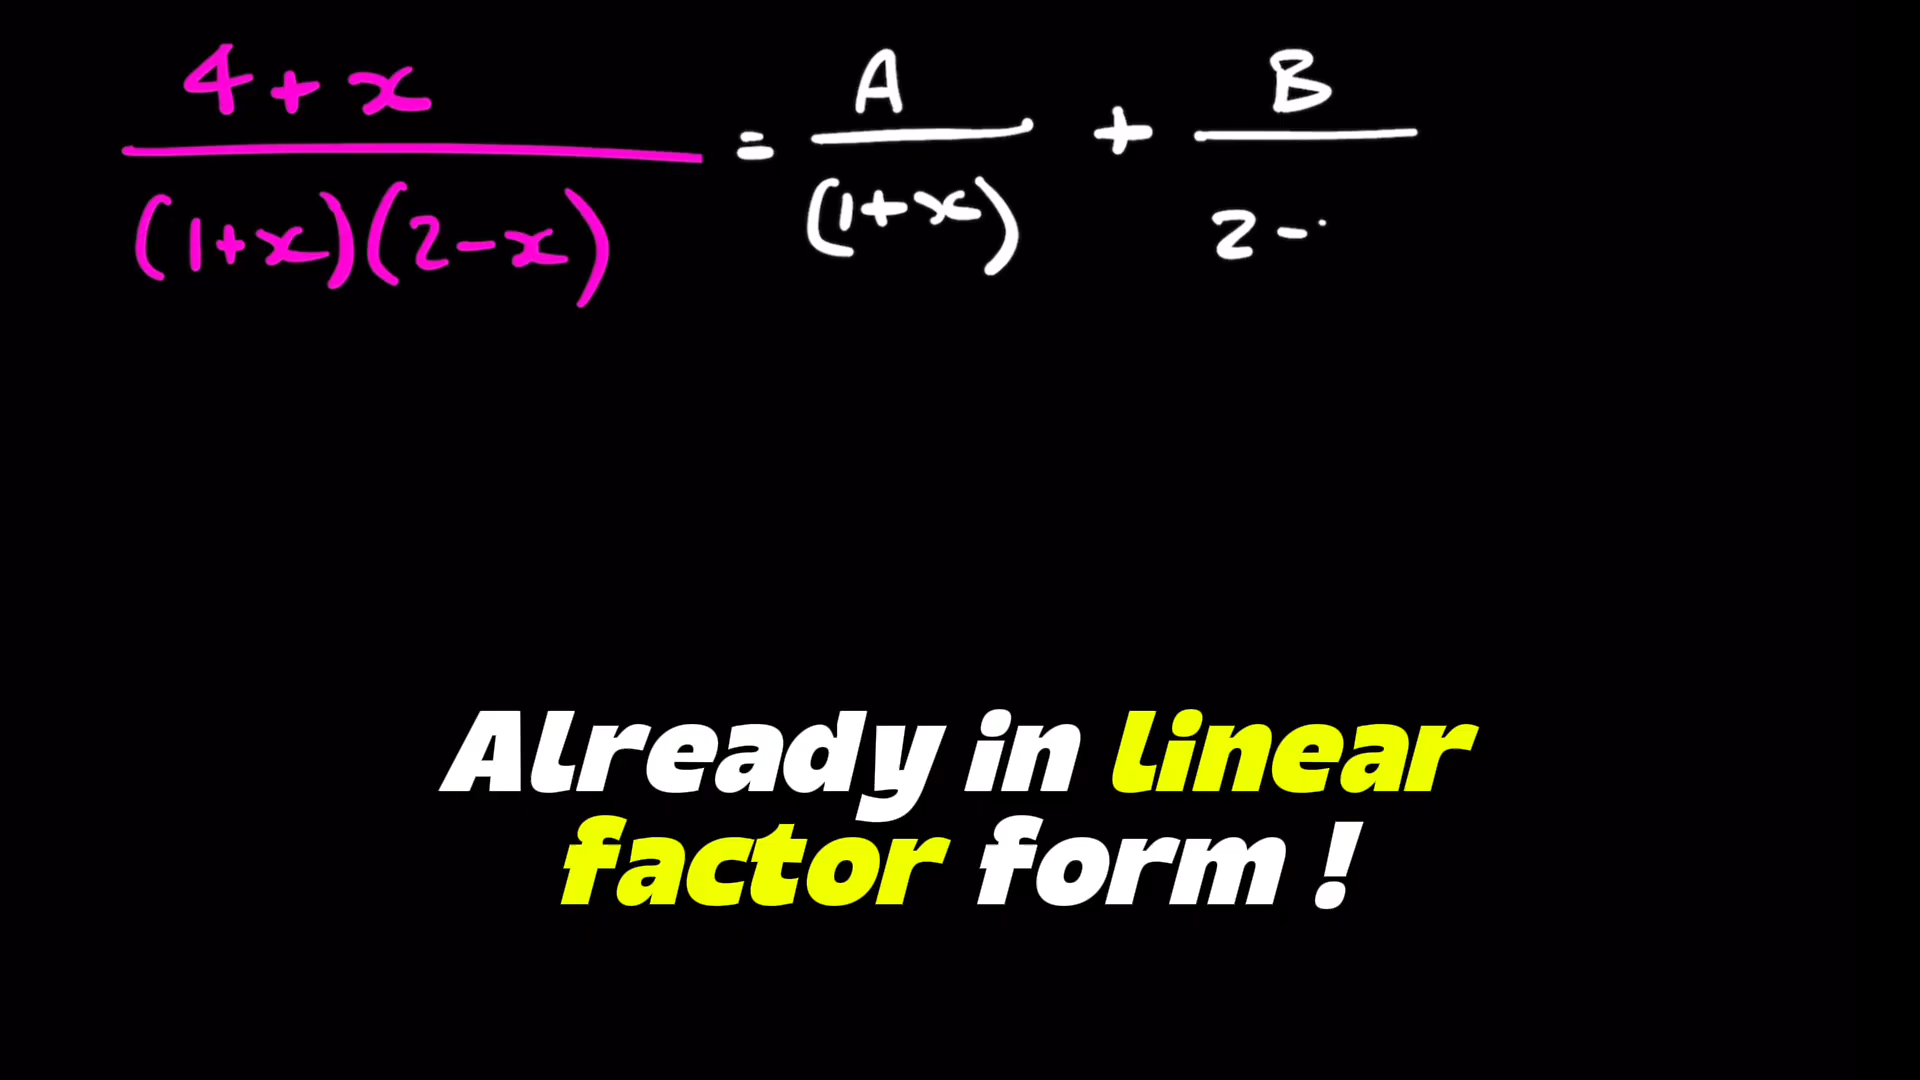 4 + x / (1+x)(2-x) = A / (1+x) + B / 2 -
Already in linear
factor form !